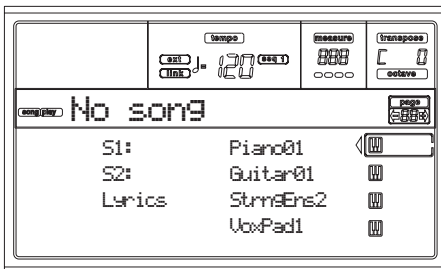 tempo
measure
transpose
ext
link
♩= 120
seq 1
888
C 0
octave
song play
No song
page
88
S1: Piano01
S2: Guitar01
Lyrics StrngEns2
VoxPad1